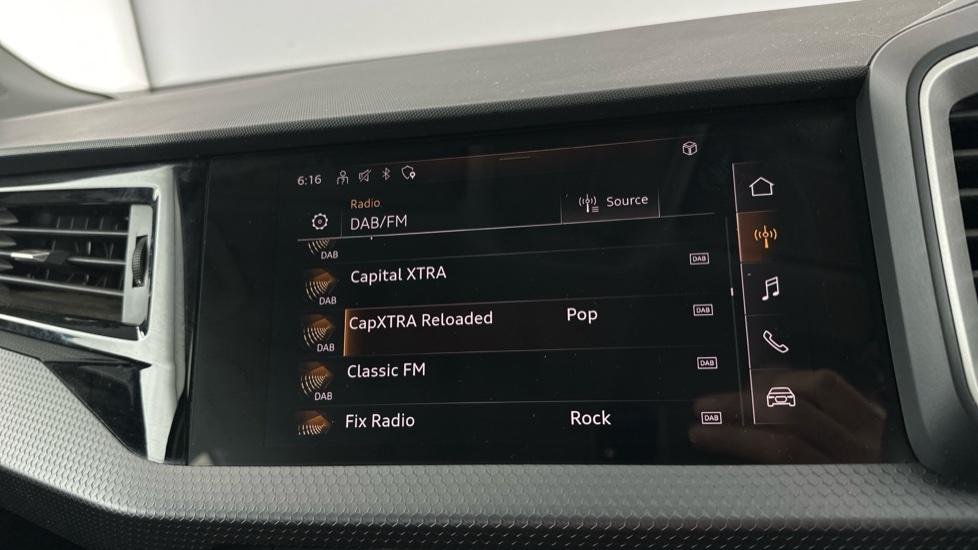 6:16
Radio
DAB/FM
Source
DAB
Capital XTRA
DAB
DAB
CapXTRA Reloaded
Pop
DAB
DAB
Classic FM
DAB
DAB
Fix Radio
Rock
DAB